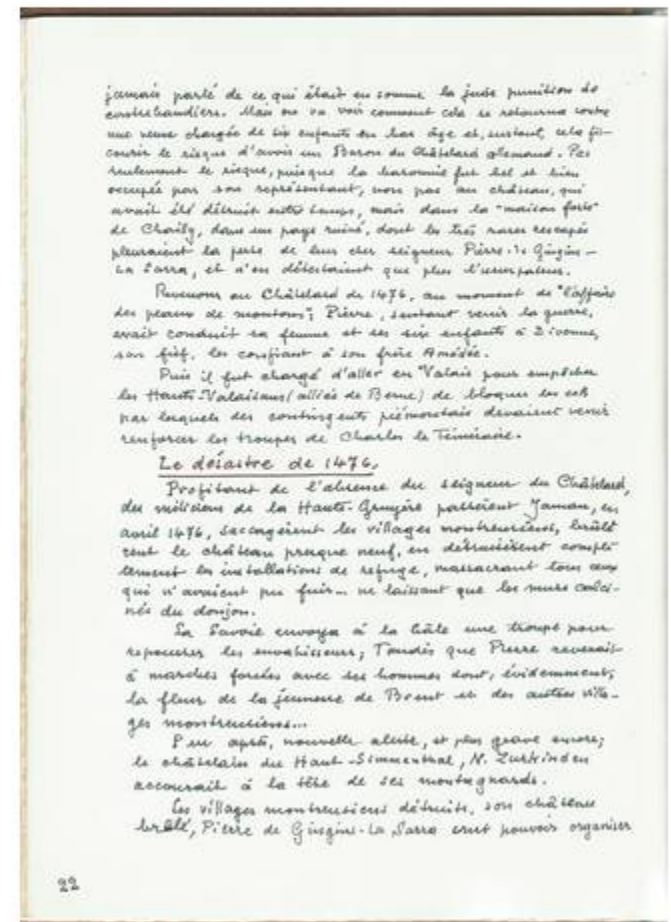 jamais parlé de ce qui était en somme la juste punition de
contrebandiers. Mais on va voir comment cela se retourna contre
une veuve chargée de six enfants en bas âge et, surtout, cela fit
courir le risque d'avoir un Baron du Châtelard allemand. Pas
seulement le risque, puisque la baronnie fut bel et bien
occupée par son représentant, non pas au château, qui
avait été détruit entre temps, mais dans la "maison forte"
de Chailly, dans un pays ruiné, dont les très rares rescapés
pleuraient la perte de leur cher seigneur Pierre de Gingins-
La Sarra, et n'en détestaient que plus l'usurpateur.
Revenons au Châtelard de 1476, au moment de "l'affaire
des peaux de moutons"; Pierre, sentant venir la guerre,
avait conduit sa femme et ses six enfants à Divonne,
son fief, les confiant à son frère Amédée.
Puis il fut chargé d'aller en Valais pour empêcher
les Hauts-Valaisans (alliés de Berne) de bloquer les cols
par lesquels des contingents piémontais devaient venir
renforcer les troupes de Charles le Téméraire.
Le désastre de 1476.
Profitant de l'absence du seigneur du Châtelard,
des miliciens de la Haute-Gruyère passèrent Jaman, en
avril 1476, saccagèrent les villages montreusiens, brûlè
rent le château presque neuf, en détruisirent complè
tement les installations de refuge, massacrant tous ceux
qui n'avaient pu fuir... ne laissant que les murs calci-
nés du donjon.
La Savoie envoya à la hâte une troupe pour
repousser les envahisseurs; Tandis que Pierre revenait
à marches forcées avec ses hommes dont, évidemment,
la fleur de la jeunesse de Brent et des autres villa-
ges montreusiens...
Peu après, nouvelle alerte, et plus grave encore;
le châtelain du Haut-Simmenthal, N. Zurkinden
accourait à la tête de ses montagnards.
Les villages montreusiens détruits, son château
brûlé, Pierre de Gingins-La Sarra crut pouvoir organiser
22